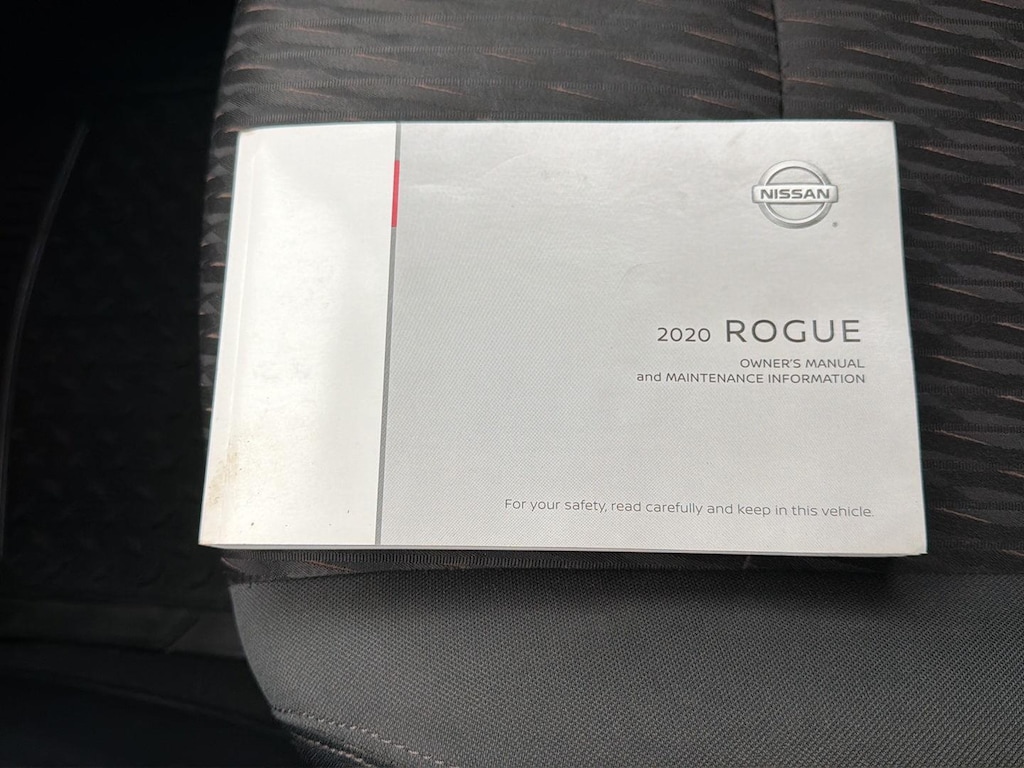 NISSAN
2020 ROGUE
OWNER'S MANUAL
and MAINTENANCE INFORMATION
For your safety, read carefully and keep in this vehicle.